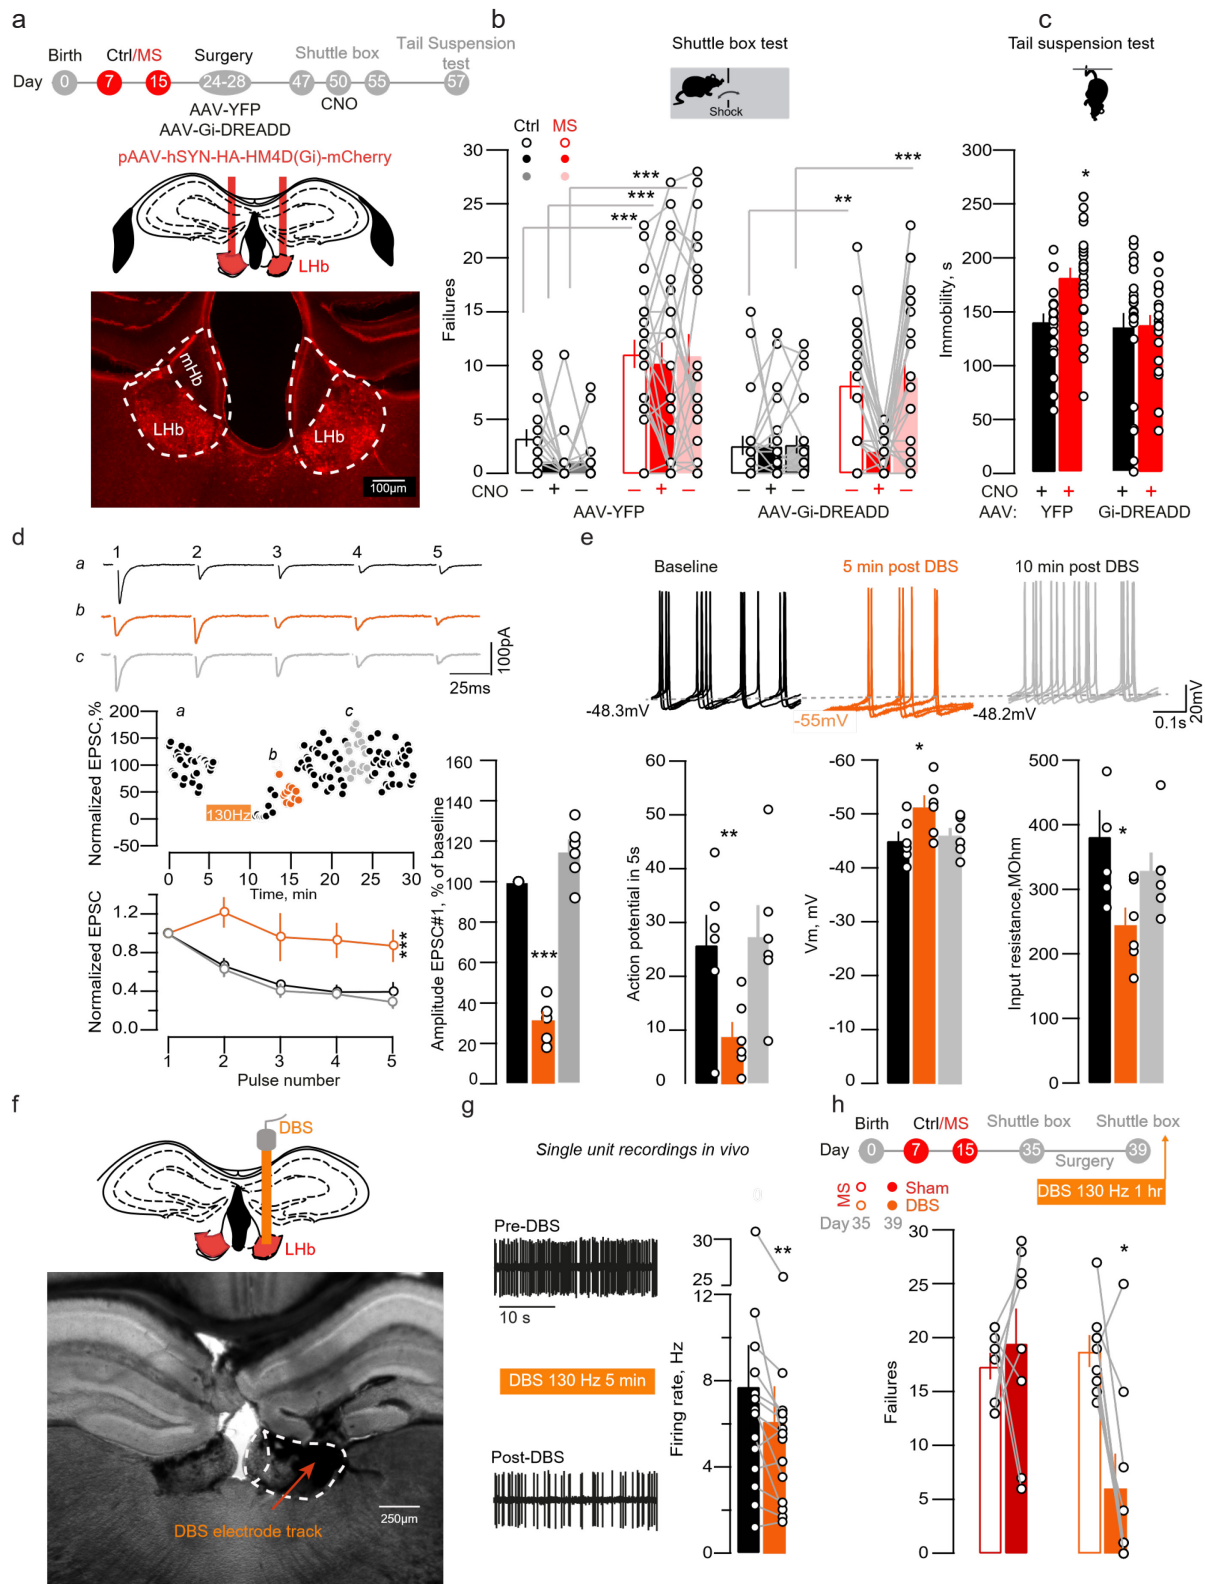 a
Birth
Ctrl/MS
Surgery
Shuttle box
Tail Suspension
test
Day
0
7
15
24-28
47
50
55
57
CNO
AAV-YFP
AAV-Gi-DREADD
pAAV-hSYN-HA-HM4D(Gi)-mCherry
LHb
mHb
LHb
LHb
100µm
b
Shuttle box test
Shock
Ctrl
MS
Failures
30
25
20
15
10
5
0
***
***
***
**
***
CNO
– + – – + – – + – – + –
AAV-YFP
AAV-Gi-DREADD
c
Tail suspension test
Immobility, s
300
250
200
150
100
50
0
*
CNO
+ + + +
AAV:
YFP
Gi-DREADD
d
1 2 3 4 5
a
b
c
100pA
25ms
Normalized EPSC,%
200
150
100
50
0
-50
a
b
c
130Hz
0 5 10 15 20 25 30
Time, min
Normalized EPSC
1.2
0.8
0.4
0.0
***
***
1 2 3 4 5
Pulse number
Amplitude EPSC#1, % of baseline
160
140
120
100
80
60
40
20
0
***
e
Baseline
5 min post DBS
10 min post DBS
-48.3mV
-55mV
-48.2mV
20mV
0.1s
Action potential in 5s
60
50
40
30
20
10
0
**
Vm, mV
-60
-50
-40
-30
-20
-10
0
*
Input resistance,MOhm
500
400
300
200
100
0
*
f
DBS
LHb
DBS electrode track
250µm
g
Single unit recordings in vivo
Pre-DBS
10 s
DBS 130 Hz 5 min
Post-DBS
Firing rate, Hz
30
25
12
8
4
0
**
h
Birth
Ctrl/MS
Shuttle box
Shuttle box
Day
0
7
15
35
39
Surgery
DBS 130 Hz 1 hr
MS
Sham
DBS
Day 35 39
Failures
30
25
20
15
10
5
0
*